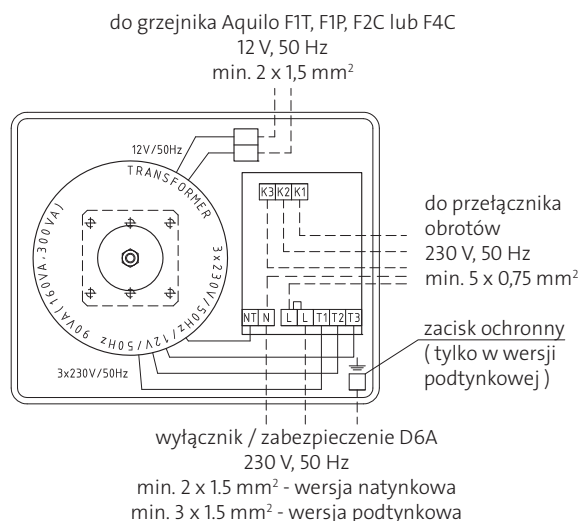 do grzejnika Aquilo F1T, F1P, F2C lub F4C
12 V, 50 Hz
min. 2 x 1,5 mm²
12V/50Hz
TRANSFORMER
3x230V/50Hz/12V/50Hz 90VA(160VA,300VA)
K3 K2 K1
do przełącznika
obrotów
230 V, 50 Hz
min. 5 x 0,75 mm²
NT N L L T1 T2 T3
3x230V/50Hz
zacisk ochronny
( tylko w wersji
podtynkowej )
wyłącznik / zabezpieczenie D6A
230 V, 50 Hz
min. 2 x 1.5 mm² - wersja natynkowa
min. 3 x 1.5 mm² - wersja podtynkowa